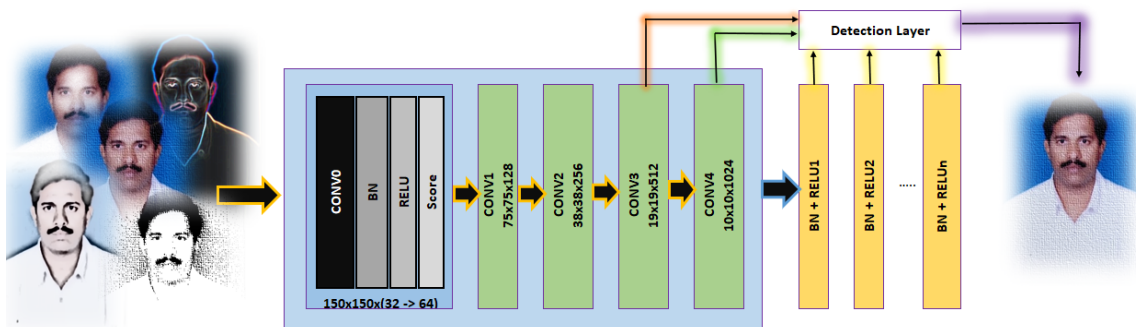 Detection Layer
CONV0
BN
RELU
Score
150x150x(32 -> 64)
CONV1
75x75x128
CONV2
38x38x256
CONV3
19x19x512
CONV4
10x10x1024
BN + RELU1
BN + RELU2
.....
BN + RELUn